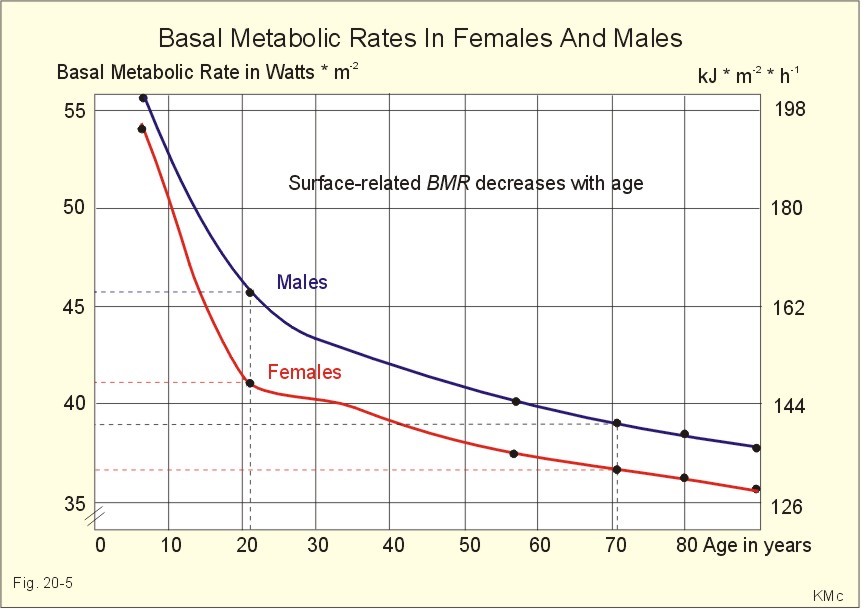 Basal Metabolic Rates In Females And Males
Basal Metabolic Rate in Watts * m-2
kJ * m-2 * h-1
55
198
Surface-related BMR decreases with age
50
180
Males
45
162
Females
40
144
35
126
0 10 20 30 40 50 60 70 80 Age in years
Fig. 20-5
KMc